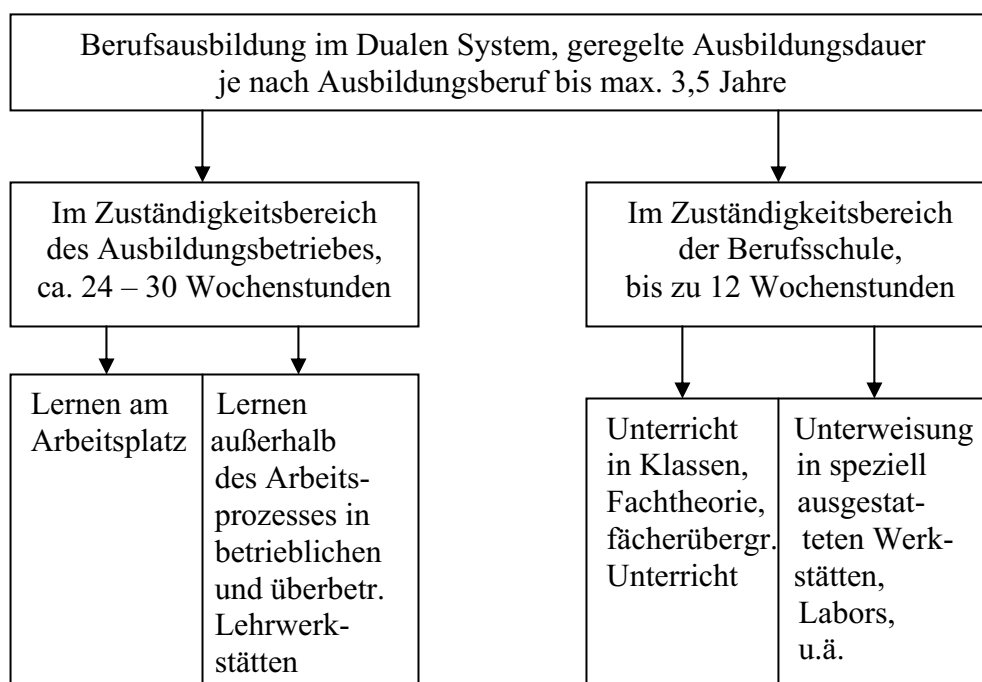 Berufsausbildung im Dualen System, geregelte Ausbildungsdauer
je nach Ausbildungsberuf bis max. 3,5 Jahre
Im Zuständigkeitsbereich
des Ausbildungsbetriebes,
ca. 24 – 30 Wochenstunden
Im Zuständigkeitsbereich
der Berufsschule,
bis zu 12 Wochenstunden
Lernen am
Arbeitsplatz
Lernen
außerhalb
des Arbeits-
prozesses in
betrieblichen
und überbetr.
Lehrwerk-
stätten
Unterricht
in Klassen,
Fachtheorie,
fächerübergr.
Unterricht
Unterweisung
in speziell
ausgestat-
teten Werk-
stätten,
Labors,
u.ä.